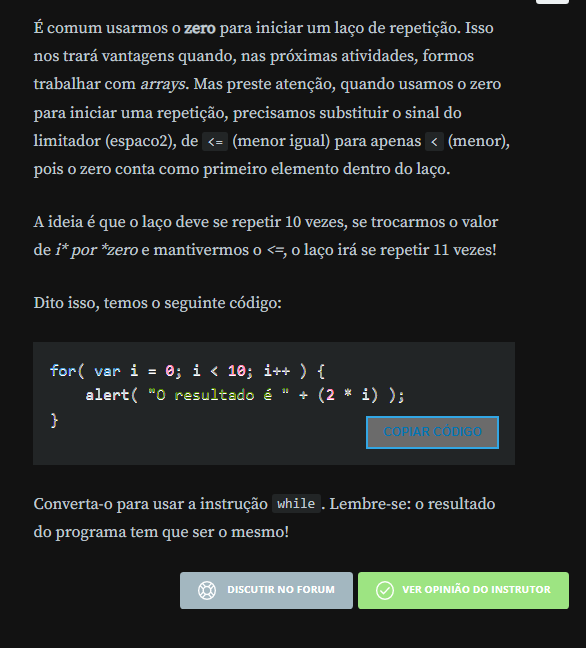 É comum usarmos o zero para iniciar um laço de repetição. Isso
nos trará vantagens quando, nas próximas atividades, formos
trabalhar com arrays. Mas preste atenção, quando usamos o zero
para iniciar uma repetição, precisamos substituir o sinal do
limitador (espaco2), de <= (menor igual) para apenas < (menor),
pois o zero conta como primeiro elemento dentro do laço.
A ideia é que o laço deve se repetir 10 vezes, se trocarmos o valor
de i* por *zero e mantivermos o <=, o laço irá se repetir 11 vezes!
Dito isso, temos o seguinte código:
for( var i = 0; i < 10; i++ ) {
    alert( "O resultado é " + (2 * i) );
}
COPIAR CÓDIGO
Converta-o para usar a instrução while. Lembre-se: o resultado
do programa tem que ser o mesmo!
DISCUTIR NO FORUM
VER OPINIÃO DO INSTRUTOR